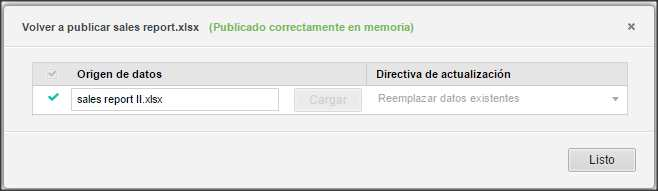 Volver a publicar sales report.xlsx (Publicado correctamente en memoria)
Origen de datos Directiva de actualización
sales report II.xlsx Cargar Reemplazar datos existentes
Listo